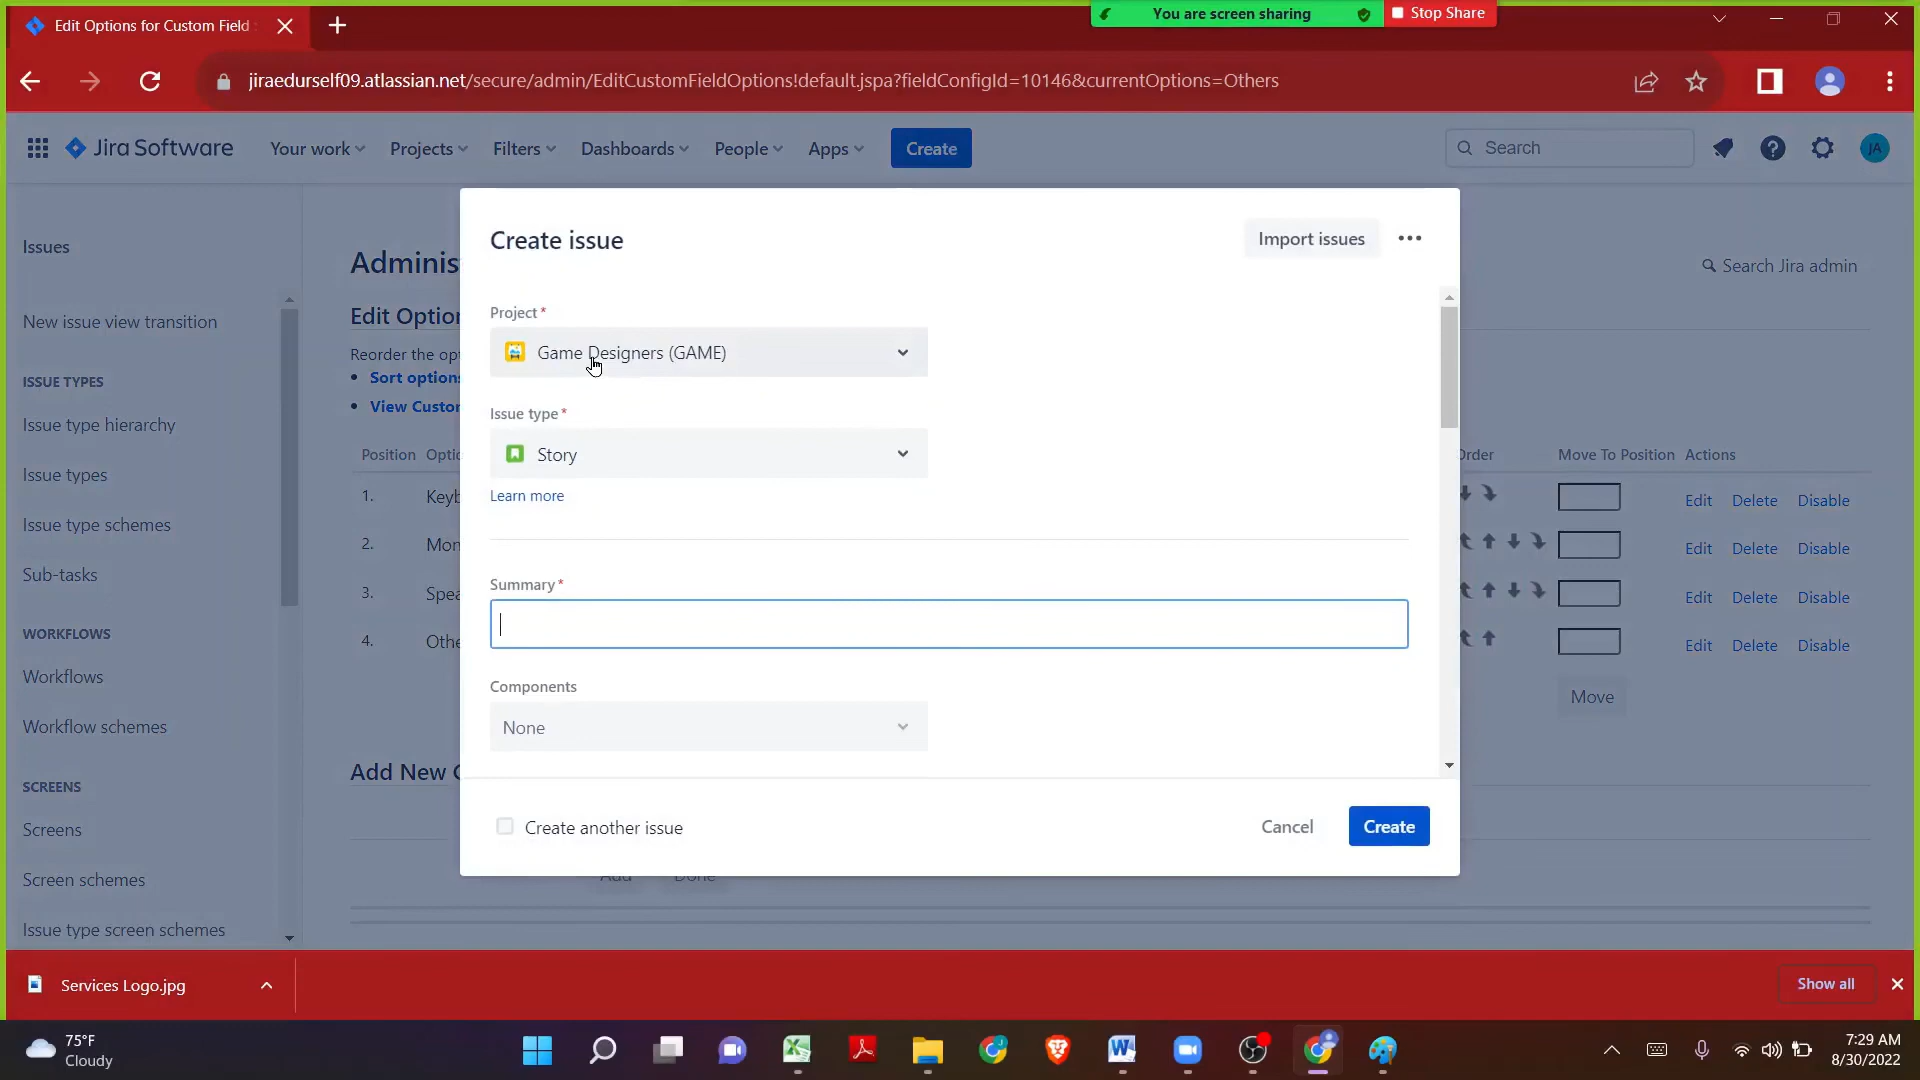 You are screen sharing
Stop Share
Edit Options for Custom Field
jiraedurself09.atlassian.net/secure/admin/EditCustomFieldOptions!default.jspa?fieldConfigId=10146&currentOptions=Others
Jira Software
Your work
Projects
Filters
Dashboards
People
Apps
Create
Search
JA
Issues
New issue view transition
ISSUE TYPES
Issue type hierarchy
Issue types
Issue type schemes
Sub-tasks
WORKFLOWS
Workflows
Workflow schemes
SCREENS
Screens
Screen schemes
Issue type screen schemes
Adminis
Search Jira admin
Edit Option
Reorder the opt
Sort options
View Custor
Position Optic
Order Move To Position Actions
1. Keyb
Edit Delete Disable
2. Mon
Edit Delete Disable
3. Spea
Edit Delete Disable
4. Othe
Edit Delete Disable
Move
Add New C
Add Done
Create issue
Import issues
Project*
Game Designers (GAME)
Issue type*
Story
Learn more
Summary*
Components
None
Create another issue
Cancel
Create
Services Logo.jpg
Show all
75°F
Cloudy
7:29 AM
8/30/2022